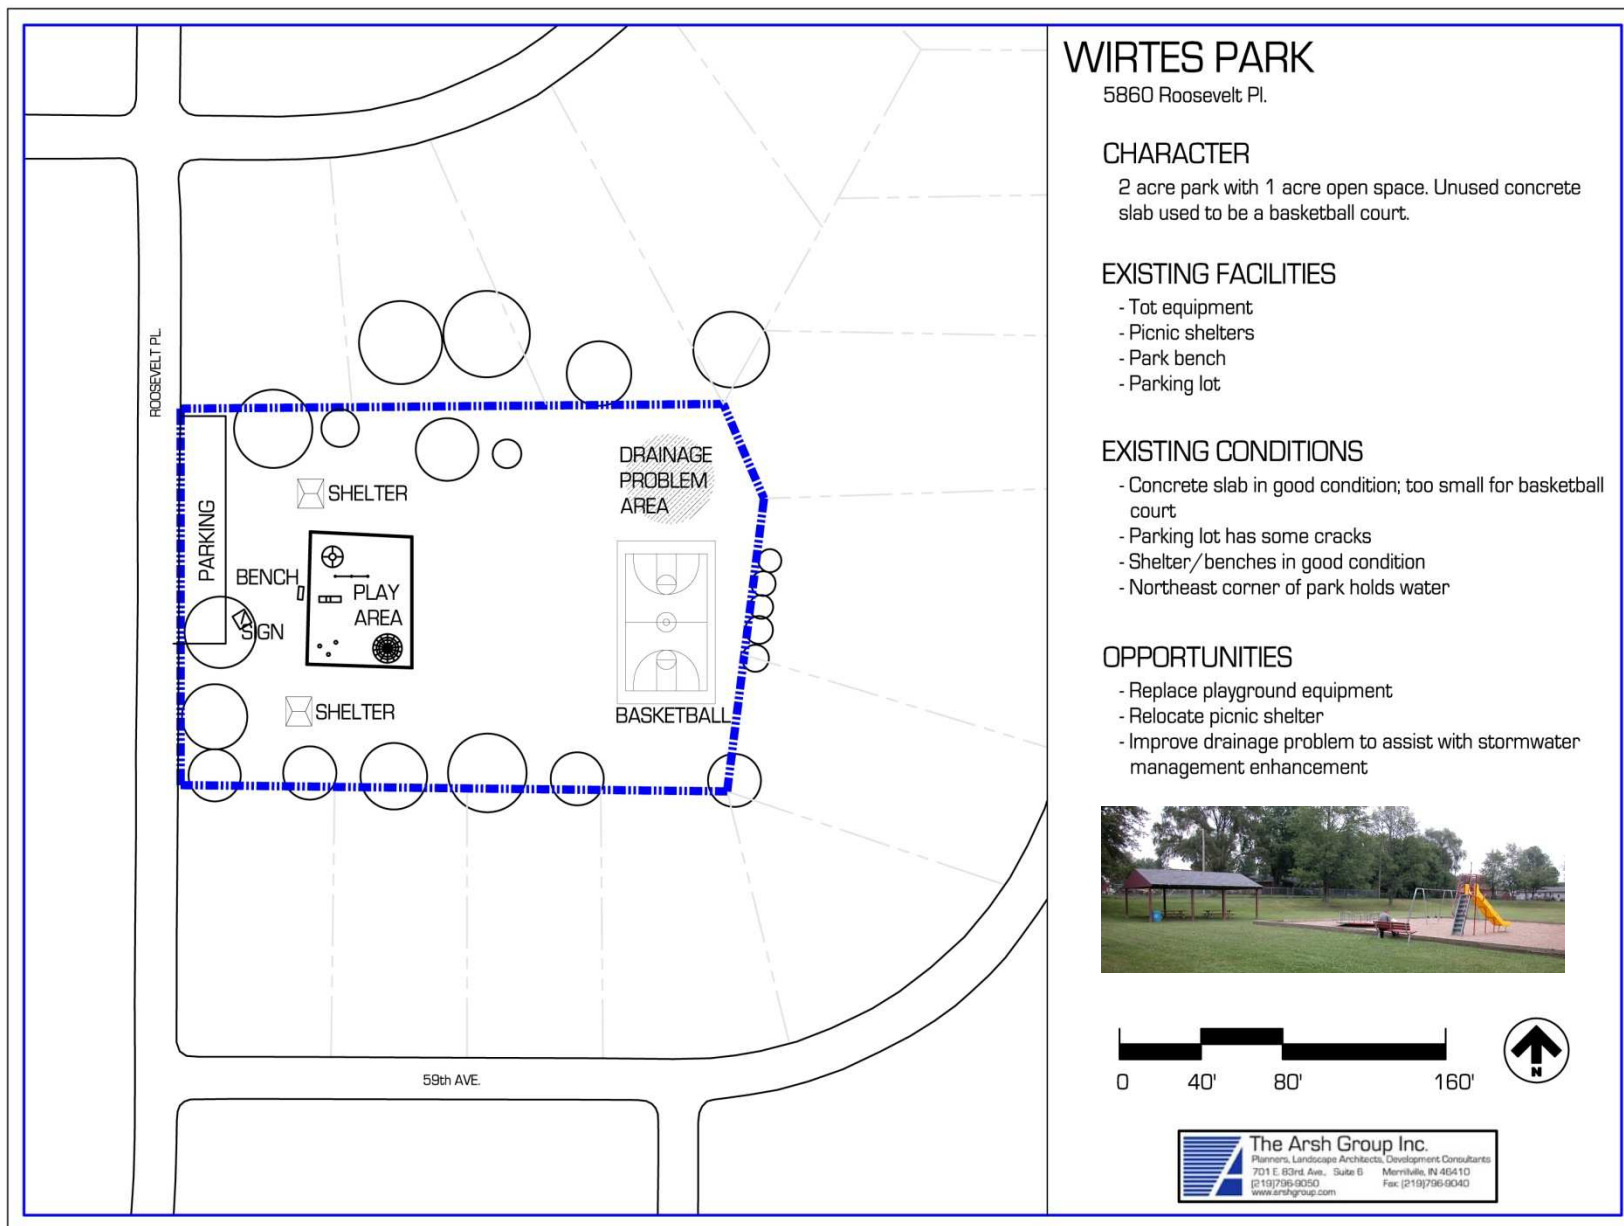 WIRTES PARK
5860 Roosevelt Pl.
CHARACTER
2 acre park with 1 acre open space. Unused concrete
slab used to be a basketball court.
EXISTING FACILITIES
- Tot equipment
- Picnic shelters
- Park bench
- Parking lot
EXISTING CONDITIONS
- Concrete slab in good condition; too small for basketball
court
- Parking lot has some cracks
- Shelter/benches in good condition
- Northeast corner of park holds water
OPPORTUNITIES
- Replace playground equipment
- Relocate picnic shelter
- Improve drainage problem to assist with stormwater
management enhancement
ROOSEVELT PL.
PARKING
SHELTER
BENCH
SIGN
PLAY
AREA
SHELTER
DRAINAGE
PROBLEM
AREA
BASKETBALL
59th AVE.
0 40' 80' 160'
N
The Arsh Group Inc.
Planners, Landscape Architects, Development Consultants
701 E. 83rd. Ave., Suite 6 Merrilville, IN 46410
(219)796-9050 Fax: (219)796-9040
www.arshgroup.com